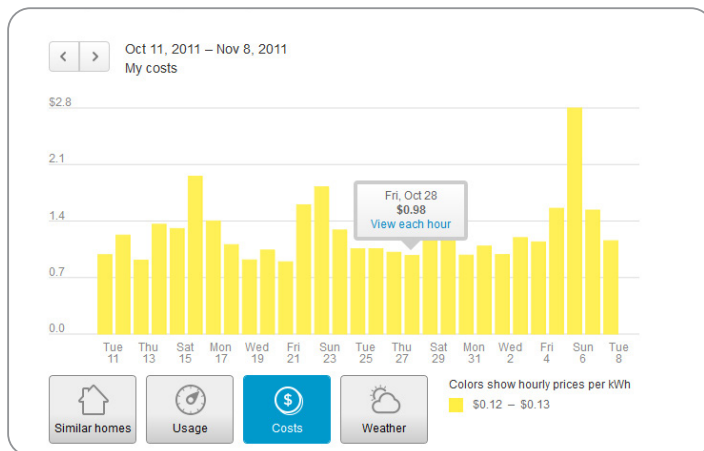 Oct 11, 2011 – Nov 8, 2011
My costs
$2.8
2.1
1.4
0.7
0.0
Fri, Oct 28
$0.98
View each hour
Tue Thu Sat Mon Wed Fri Sun Tue Thu Sat Mon Wed Fri Sun Tue
11 13 15 17 19 21 23 25 27 29 31 2 4 6 8
Similar homes
Usage
$
Costs
Weather
Colors show hourly prices per kWh
$0.12 – $0.13